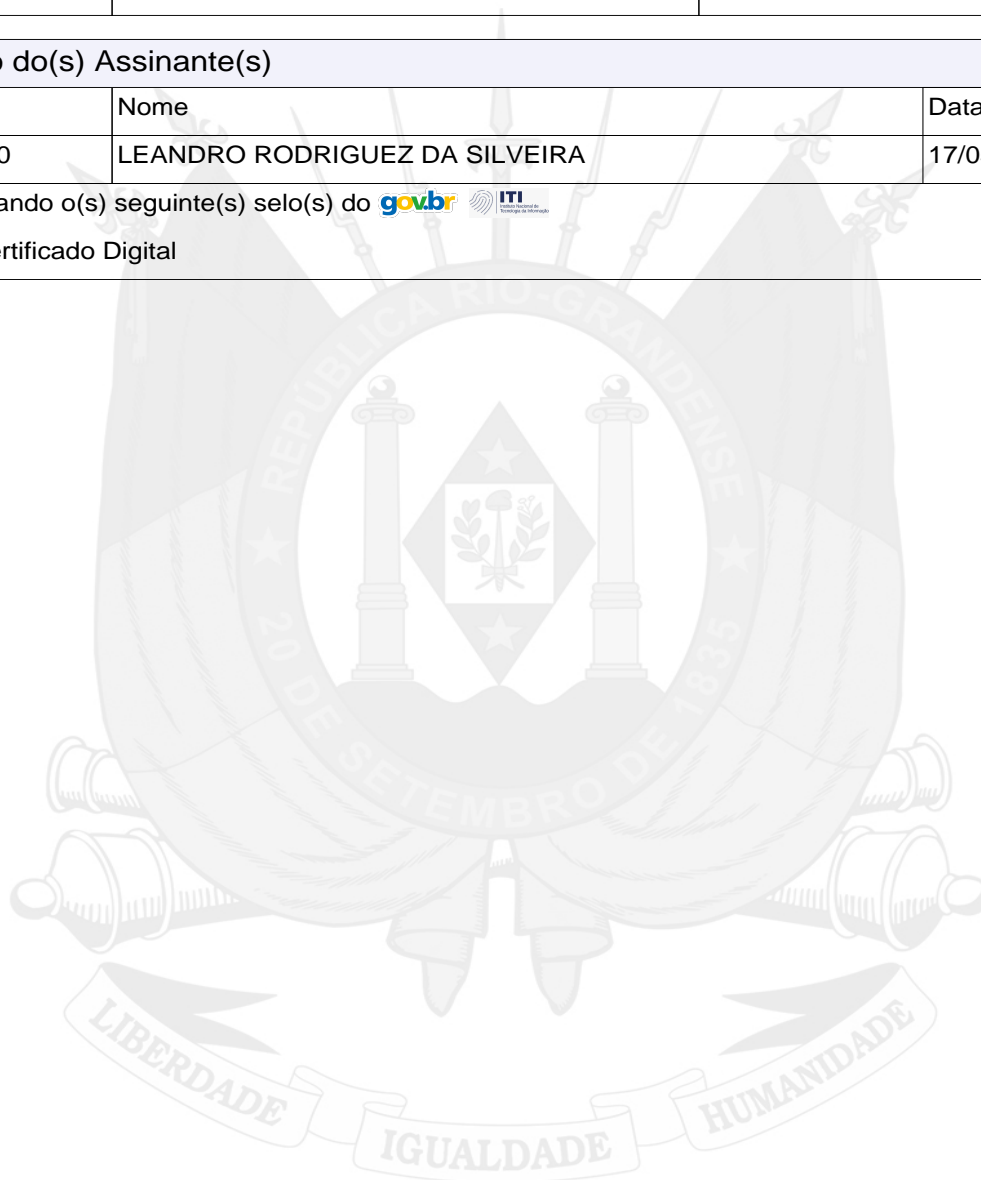 o do(s) Assinante(s)
Nome Data
0 LEANDRO RODRIGUEZ DA SILVEIRA 17/0
ando o(s) seguinte(s) selo(s) do gov.br ITI
rtificado Digital
REPÚBLICA RIO-GRANDENSE
20 DE SETEMBRO DE 1835
LIBERDADE
IGUALDADE
HUMANIDADE